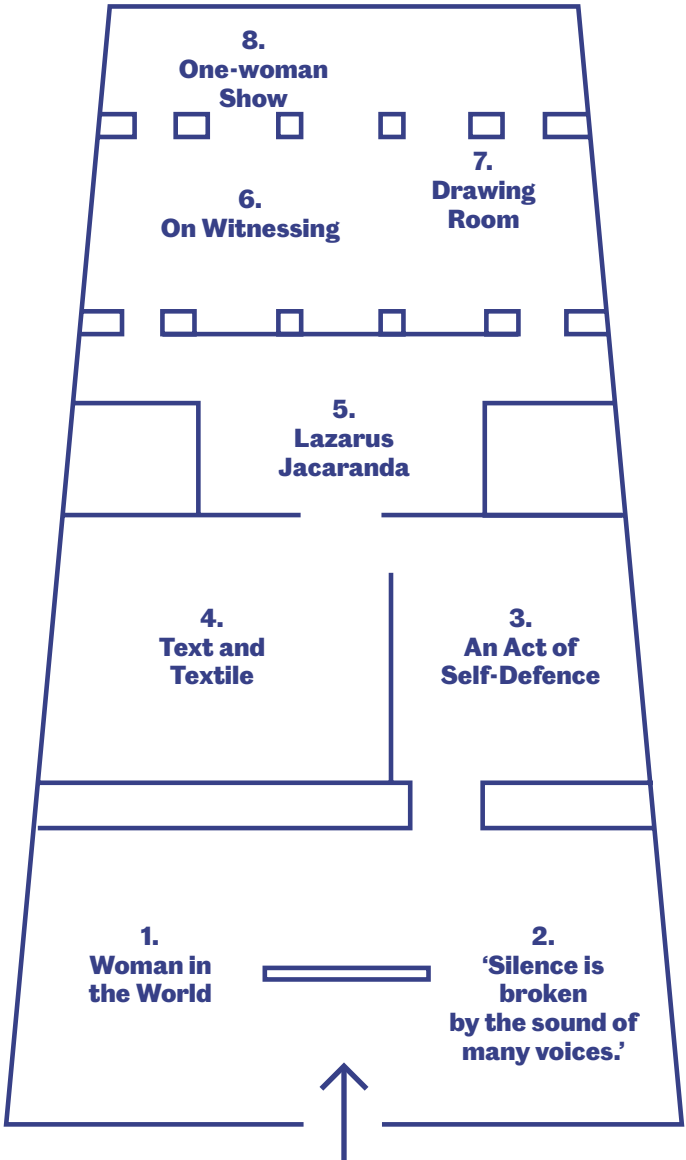 8.
One-woman
Show
7.
Drawing
Room
6.
On Witnessing
5.
Lazarus
Jacaranda
4.
Text and
Textile
3.
An Act of
Self-Defence
1.
Woman in
the World
2.
‘Silence is
broken
by the sound of
many voices.’